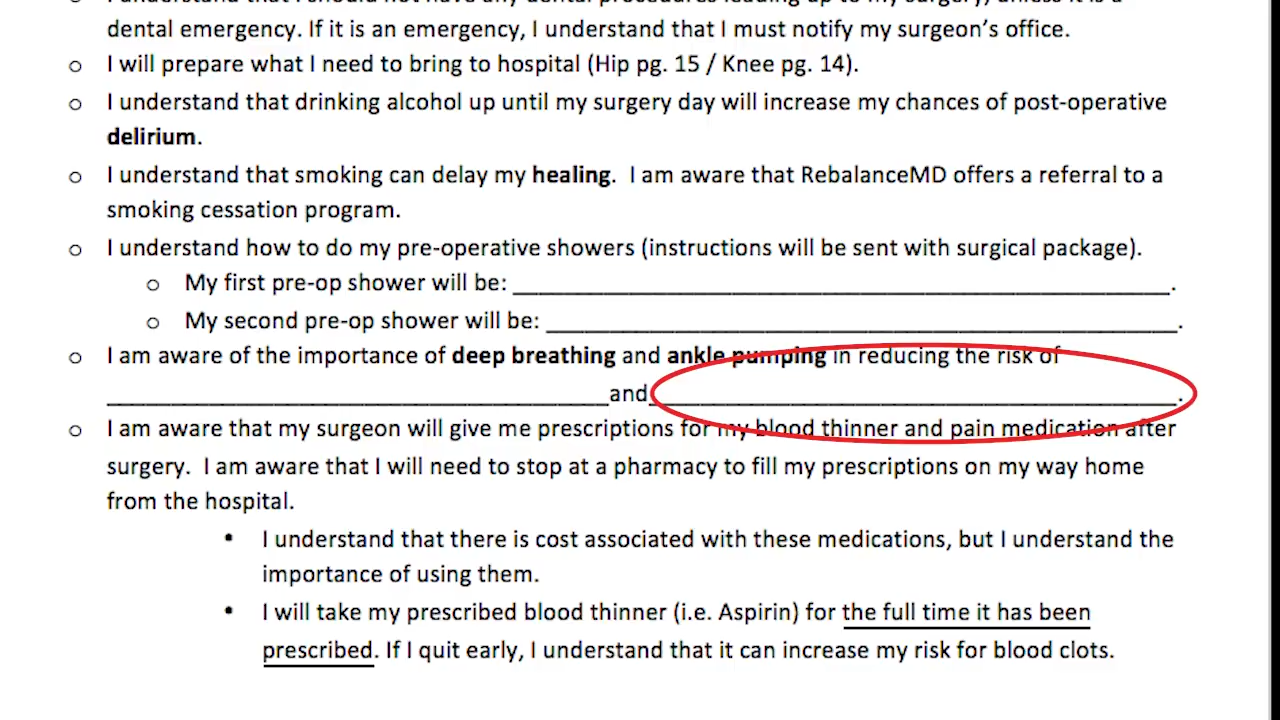 dental emergency. If it is an emergency, I understand that I must notify my surgeon's office.
o I will prepare what I need to bring to hospital (Hip pg. 15 / Knee pg. 14).
o I understand that drinking alcohol up until my surgery day will increase my chances of post-operative
delirium.
o I understand that smoking can delay my healing.  I am aware that RebalanceMD offers a referral to a
smoking cessation program.
o I understand how to do my pre-operative showers (instructions will be sent with surgical package).
o My first pre-op shower will be: ____________________.
o My second pre-op shower will be: ____________________.
o I am aware of the importance of deep breathing and ankle pumping in reducing the risk of
____________________and____________________.
o I am aware that my surgeon will give me prescriptions for my blood thinner and pain medication after
surgery.  I am aware that I will need to stop at a pharmacy to fill my prescriptions on my way home
from the hospital.
• I understand that there is cost associated with these medications, but I understand the
importance of using them.
• I will take my prescribed blood thinner (i.e. Aspirin) for the full time it has been
prescribed. If I quit early, I understand that it can increase my risk for blood clots.